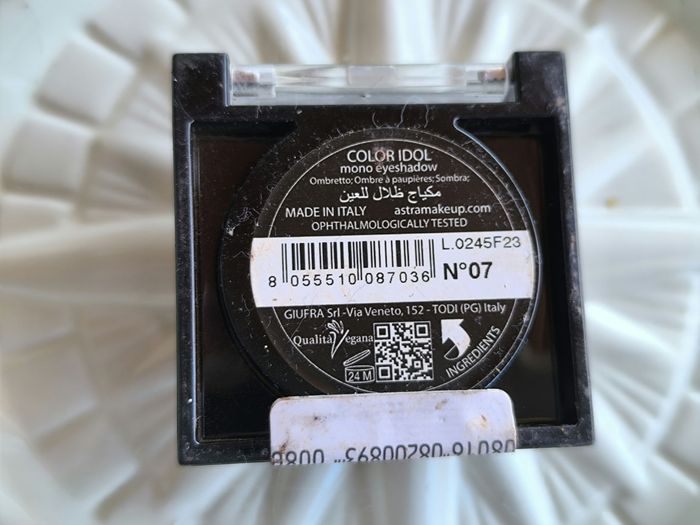 COLOR IDOL
mono eyeshadow
Ombretto; Ombre à paupières; Sombra;
مكياج ظلال للعين
MADE IN ITALY astramakeup.com
OPHTHALMOLOGICALLY TESTED
L.0245F23
8 055510 087036 N°07
GIUFRA Srl -Via Veneto, 152 - TODI (PG) Italy
Qualità Vegana
24 M
INGREDIENTS